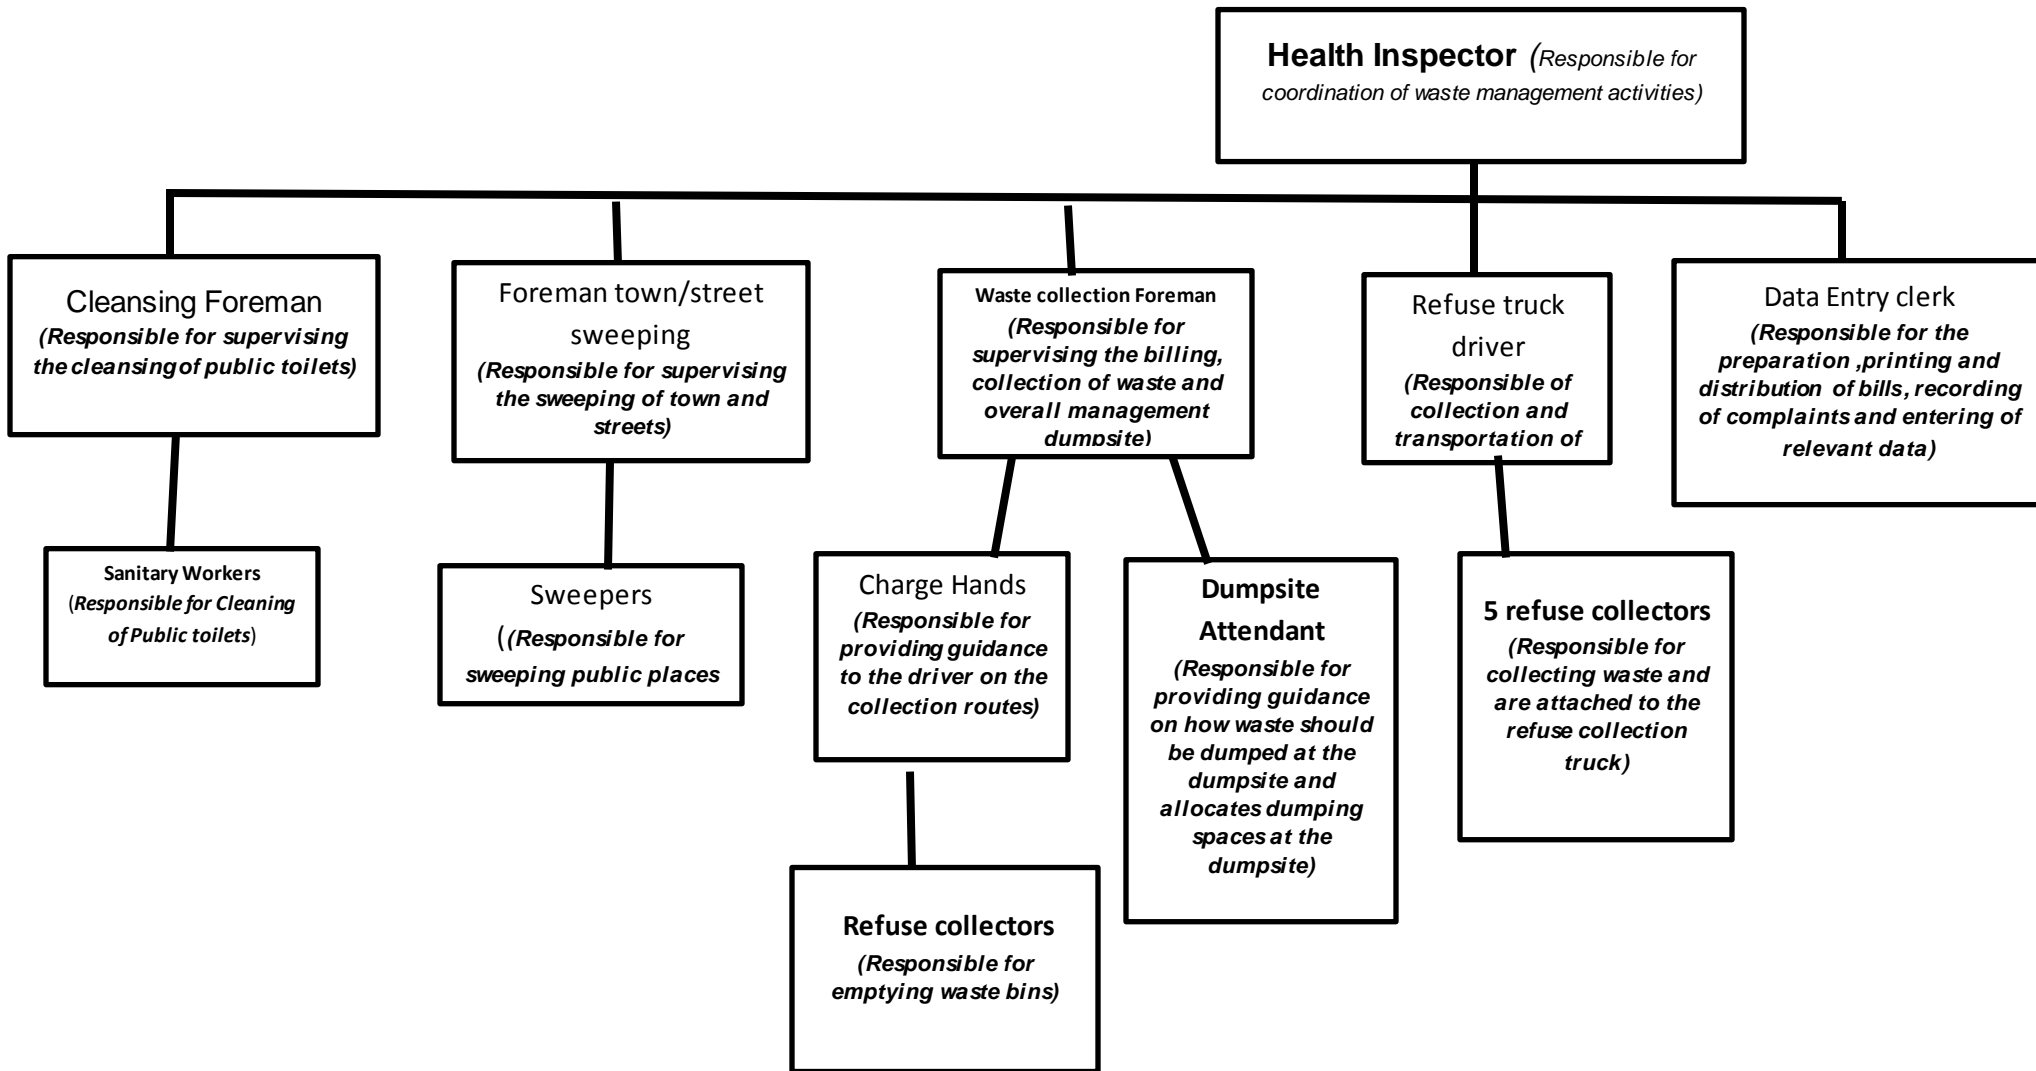 Health Inspector (Responsible for
coordination of waste management activities)
Cleansing Foreman
(Responsible for supervising
the cleansing of public toilets)
Foreman town/street
sweeping
(Responsible for supervising
the sweeping of town and
streets)
Waste collection Foreman
(Responsible for
supervising the billing,
collection of waste and
overall management
dumpsite)
Refuse truck
driver
(Responsible of
collection and
transportation of
Data Entry clerk
(Responsible for the
preparation ,printing and
distribution of bills, recording
of complaints and entering of
relevant data)
Sanitary Workers
(Responsible for Cleaning
of Public toilets)
Sweepers
((Responsible for
sweeping public places
Charge Hands
(Responsible for
providing guidance
to the driver on the
collection routes)
Dumpsite
Attendant
(Responsible for
providing guidance
on how waste should
be dumped at the
dumpsite and
allocates dumping
spaces at the
dumpsite)
5 refuse collectors
(Responsible for
collecting waste and
are attached to the
refuse collection
truck)
Refuse collectors
(Responsible for
emptying waste bins)